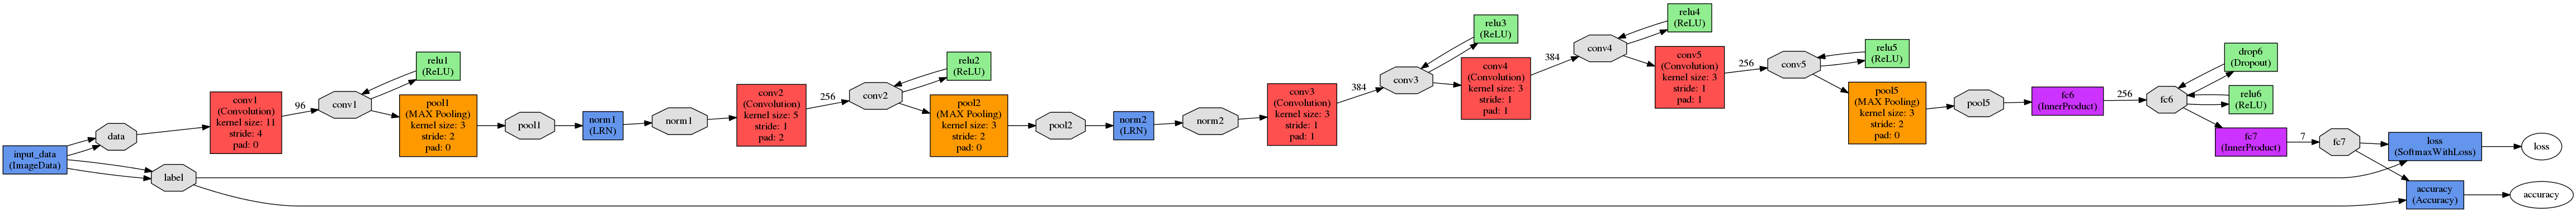 input_data
(ImageData)
data
label
conv1
(Convolution)
kernel size: 11
stride: 4
pad: 0
96
conv1
relu1
(ReLU)
pool1
(MAX Pooling)
kernel size: 3
stride: 2
pad: 0
pool1
norm1
(LRN)
norm1
conv2
(Convolution)
kernel size: 5
stride: 1
pad: 2
256
conv2
relu2
(ReLU)
pool2
(MAX Pooling)
kernel size: 3
stride: 2
pad: 0
pool2
norm2
(LRN)
norm2
conv3
(Convolution)
kernel size: 3
stride: 1
pad: 1
384
conv3
relu3
(ReLU)
conv4
(Convolution)
kernel size: 3
stride: 1
pad: 1
384
conv4
relu4
(ReLU)
conv5
(Convolution)
kernel size: 3
stride: 1
pad: 1
256
conv5
relu5
(ReLU)
pool5
(MAX Pooling)
kernel size: 3
stride: 2
pad: 0
pool5
fc6
(InnerProduct)
256
fc6
drop6
(Dropout)
relu6
(ReLU)
fc7
(InnerProduct)
7
fc7
loss
(SoftmaxWithLoss)
loss
accuracy
(Accuracy)
accuracy